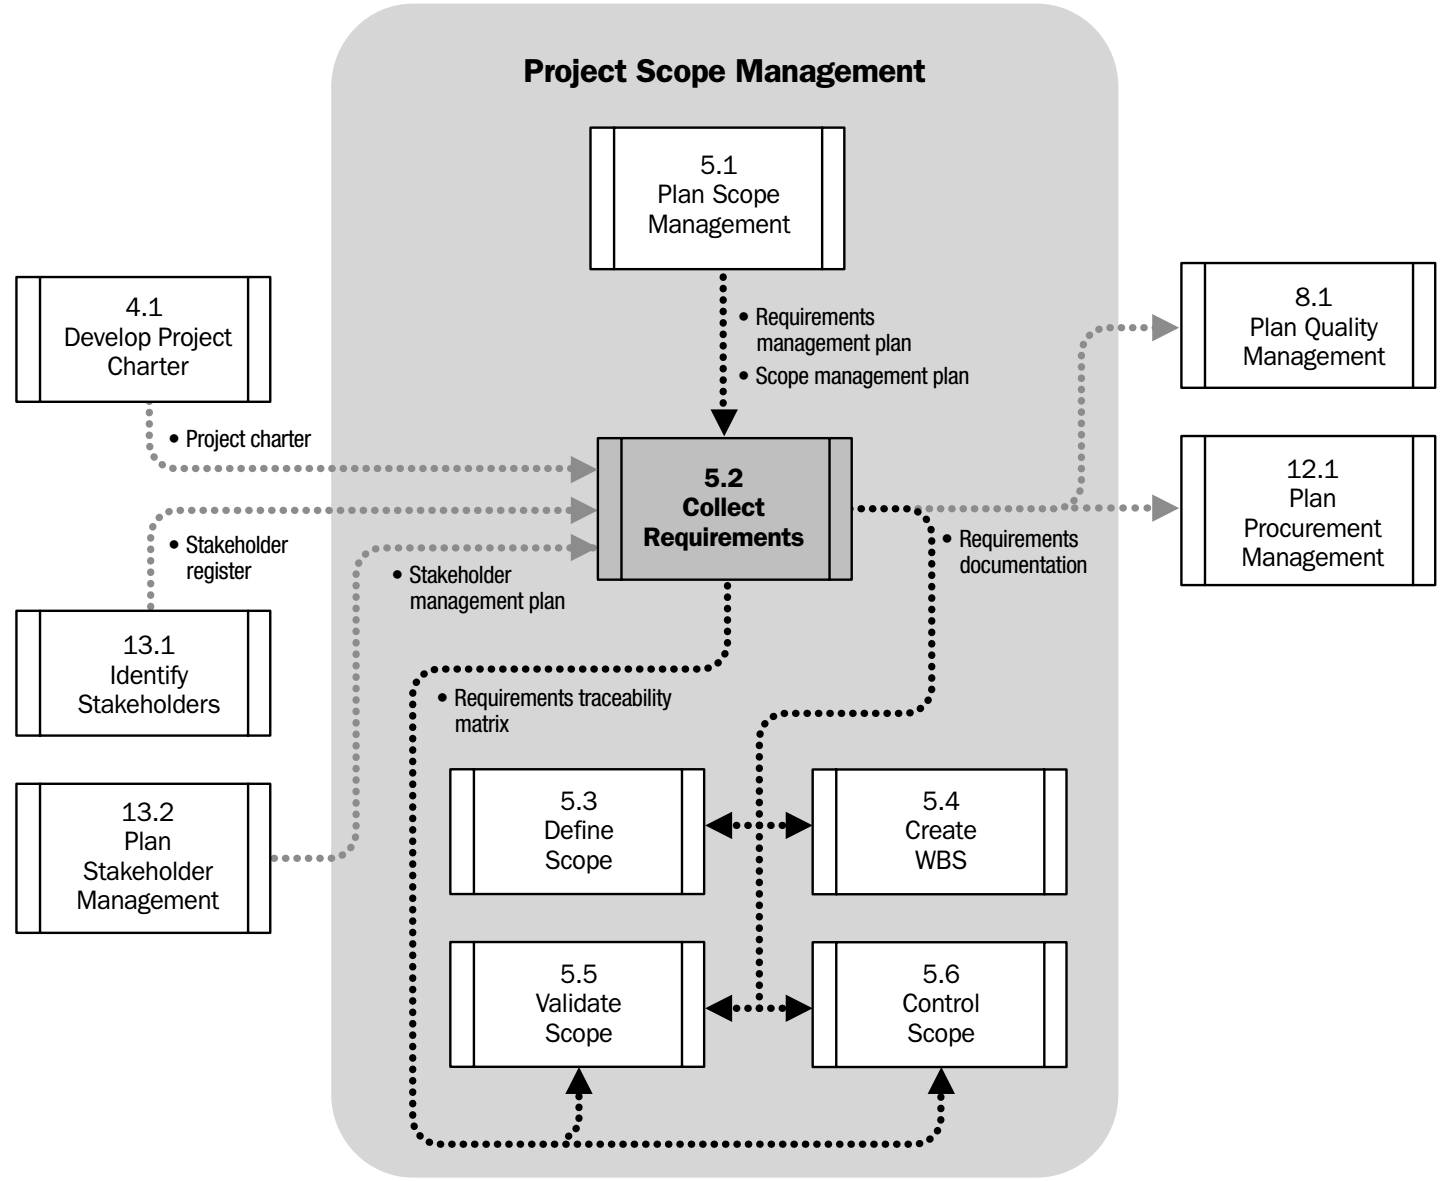 Project Scope Management
5.1
Plan Scope
Management
• Requirements
management plan
• Scope management plan
4.1
Develop Project
Charter
• Project charter
5.2
Collect
Requirements
8.1
Plan Quality
Management
12.1
Plan
Procurement
Management
• Requirements
documentation
• Stakeholder
register
• Stakeholder
management plan
13.1
Identify
Stakeholders
• Requirements traceability
matrix
13.2
Plan
Stakeholder
Management
5.3
Define
Scope
5.4
Create
WBS
5.5
Validate
Scope
5.6
Control
Scope